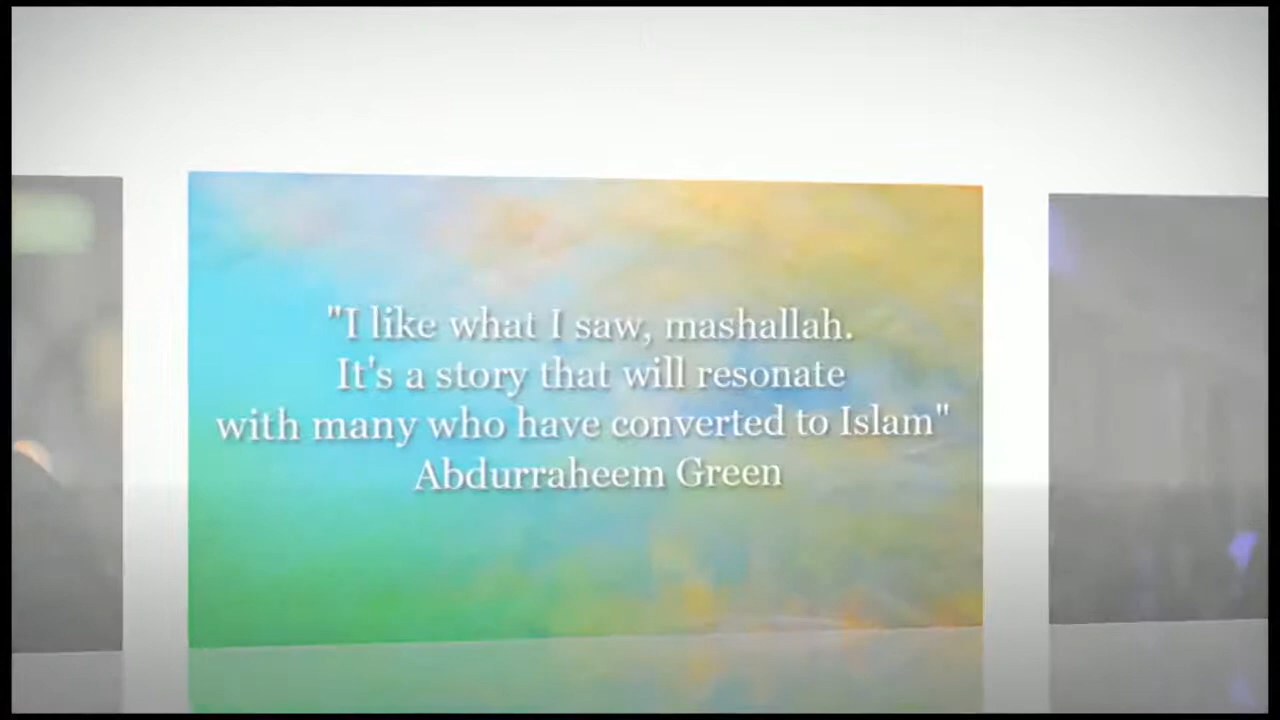 "I like what I saw, mashallah.
It's a story that will resonate
with many who have converted to Islam"
Abdurraheem Green